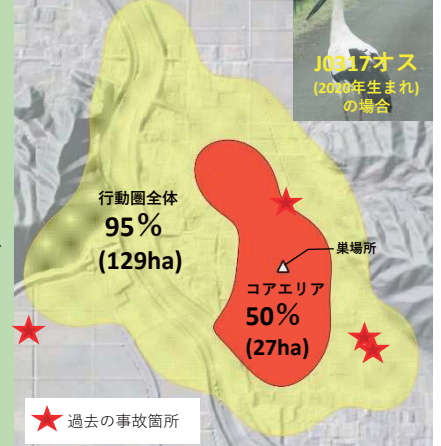 J0317オス
(2020年生まれ)
の場合
行動圏全体
95%
(129ha)
巣場所
コアエリア
50%
(27ha)
過去の事故箇所